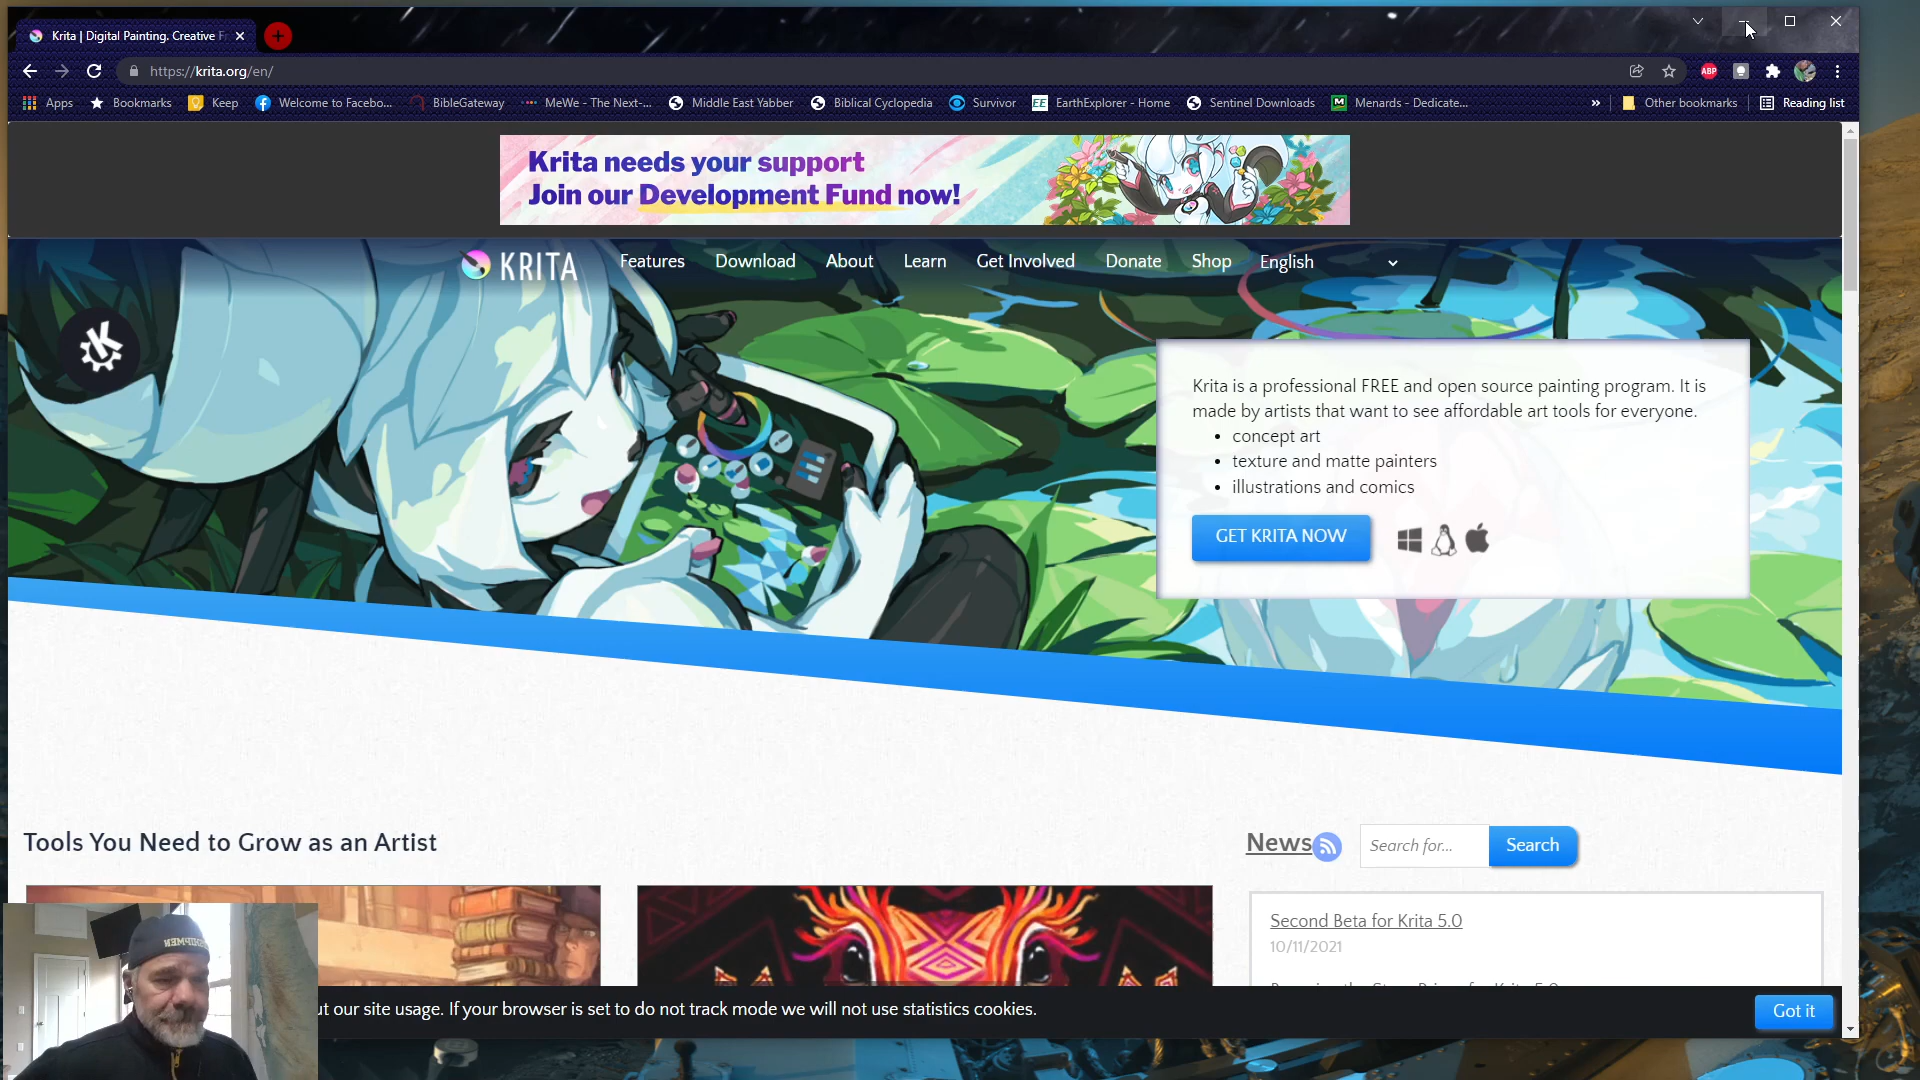 Krita | Digital Painting. Creative F
https://krita.org/en/
ABP
Apps
Bookmarks
Keep
Welcome to Facebo...
BibleGateway
MeWe - The Next-...
Middle East Yabber
Biblical Cyclopedia
Survivor
EE
EarthExplorer - Home
Sentinel Downloads
M
Menards - Dedicate...
»
Other bookmarks
Reading list
Krita needs your support
Join our Development Fund now!
KRITA
Features
Download
About
Learn
Get Involved
Donate
Shop
English
K
Krita is a professional FREE and open source painting program. It is
made by artists that want to see affordable art tools for everyone.
• concept art
• texture and matte painters
• illustrations and comics
GET KRITA NOW
Tools You Need to Grow as an Artist
News
Search for...
Search
Second Beta for Krita 5.0
10/11/2021
ut our site usage. If your browser is set to do not track mode we will not use statistics cookies.
Got it